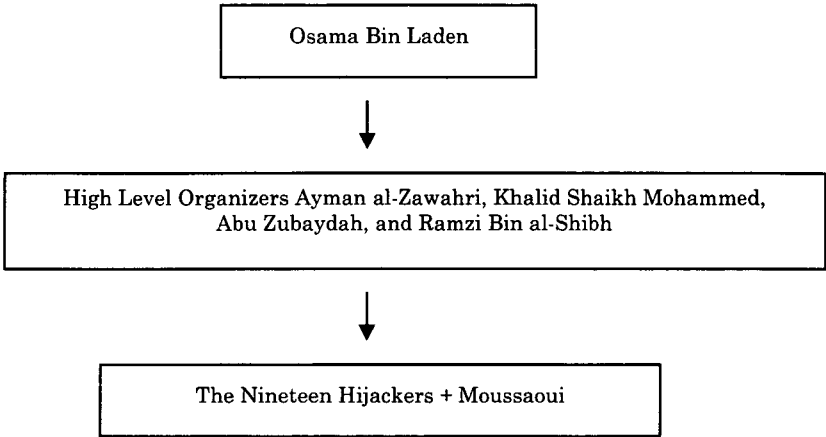 Osama Bin Laden
High Level Organizers Ayman al-Zawahri, Khalid Shaikh Mohammed,
Abu Zubaydah, and Ramzi Bin al-Shibh
The Nineteen Hijackers + Moussaoui